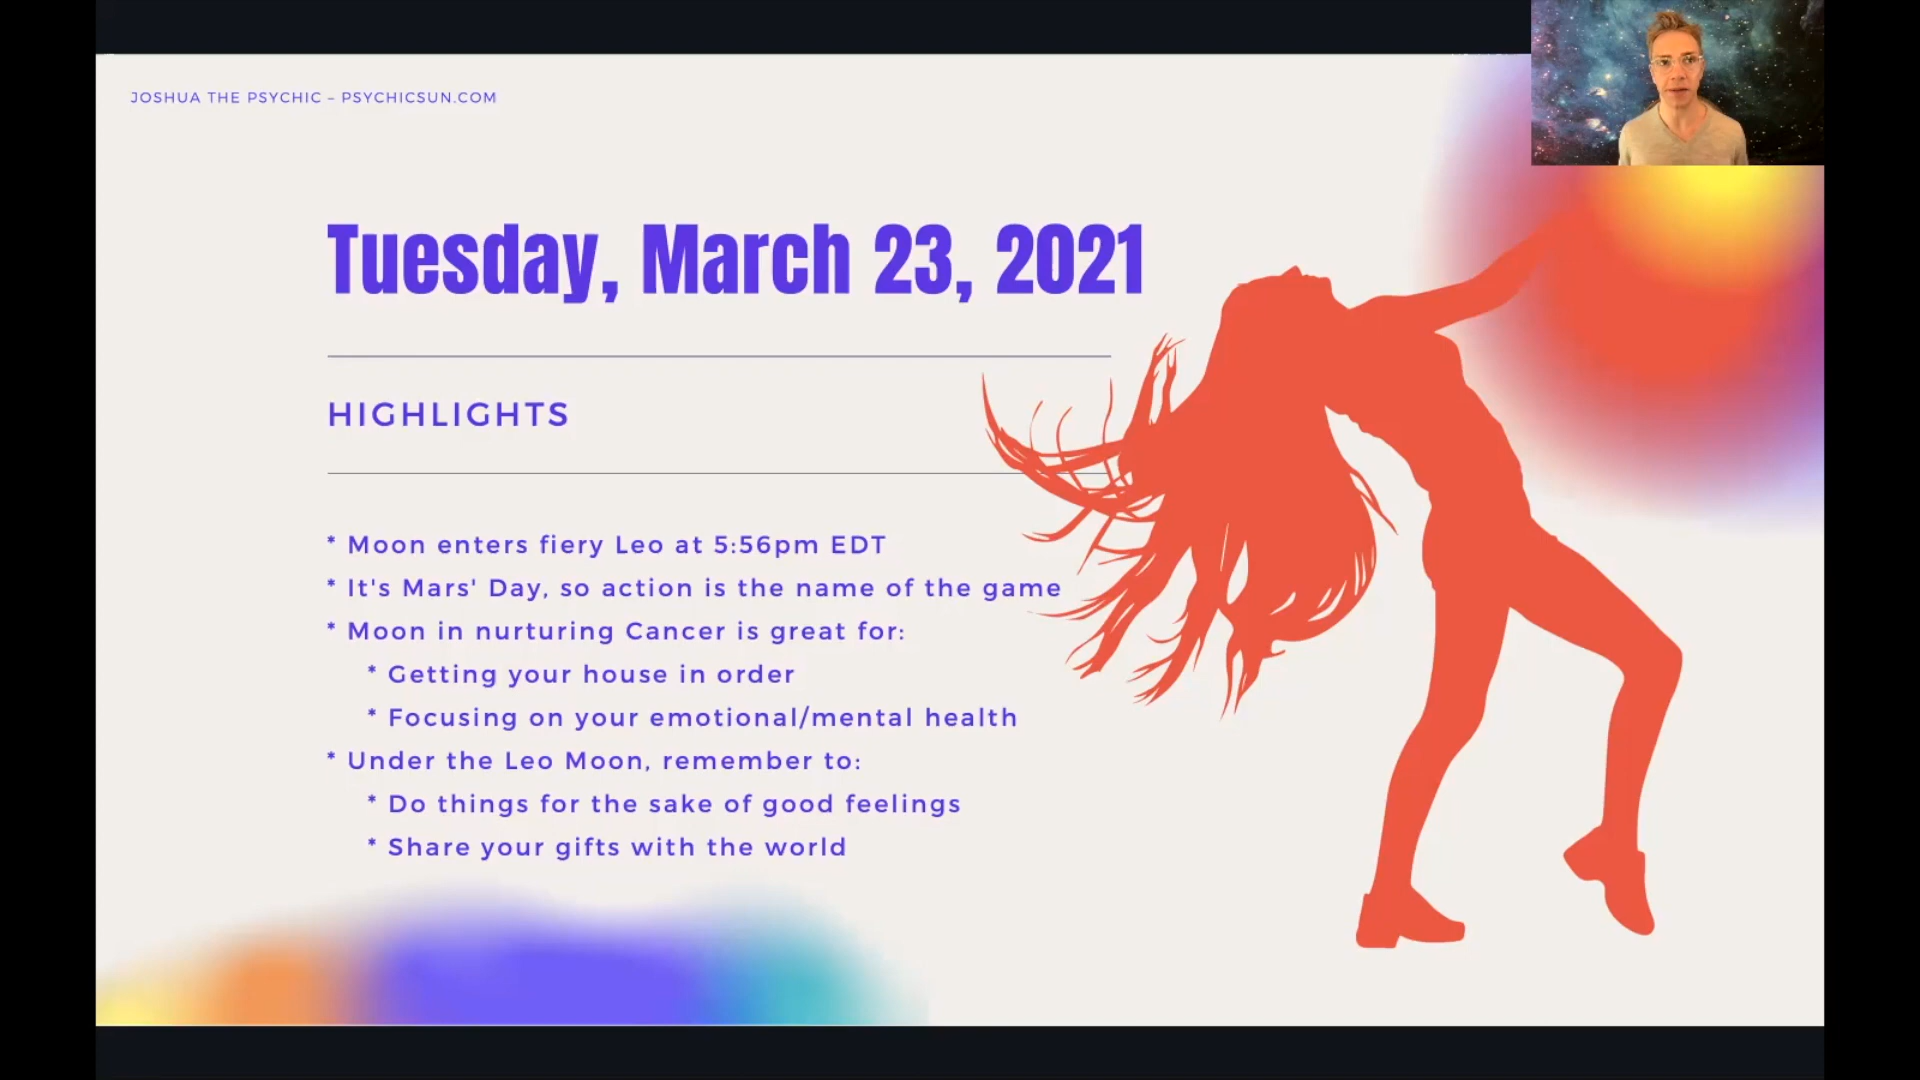 JOSHUA THE PSYCHIC – PSYCHICSUN.COM
Tuesday, March 23, 2021
HIGHLIGHTS
* Moon enters fiery Leo at 5:56pm EDT
* It's Mars' Day, so action is the name of the game
* Moon in nurturing Cancer is great for:
* Getting your house in order
* Focusing on your emotional/mental health
* Under the Leo Moon, remember to:
* Do things for the sake of good feelings
* Share your gifts with the world